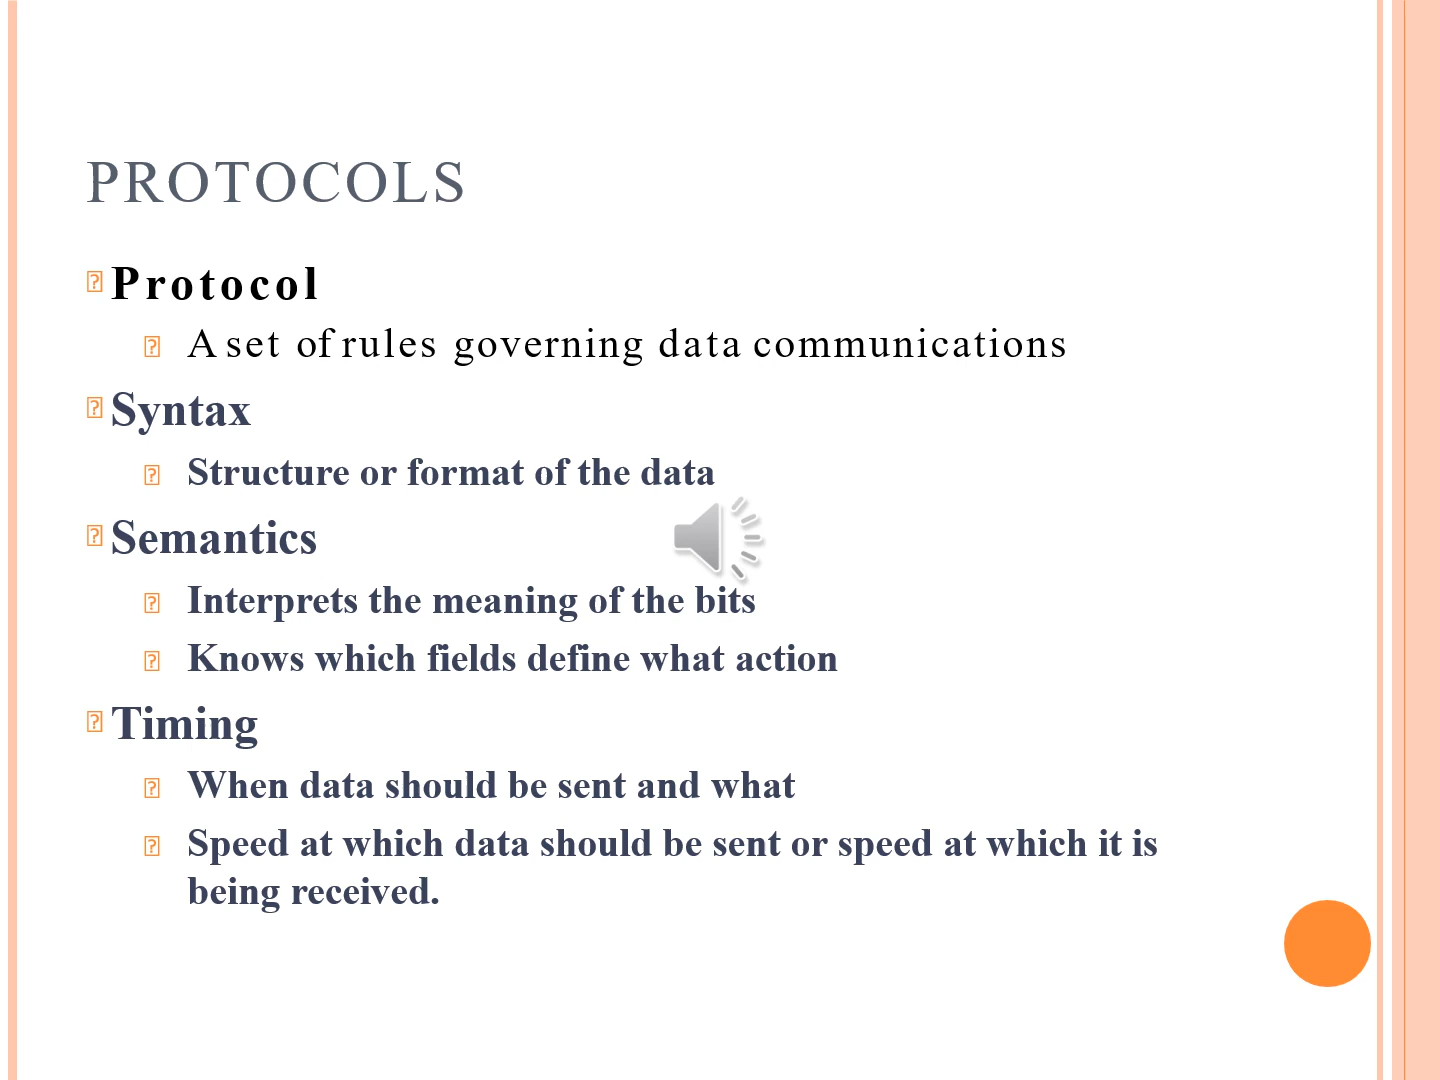 PROTOCOLS
Protocol
A set of rules governing data communications
Syntax
Structure or format of the data
Semantics
Interprets the meaning of the bits
Knows which fields define what action
Timing
When data should be sent and what
Speed at which data should be sent or speed at which it is
being received.